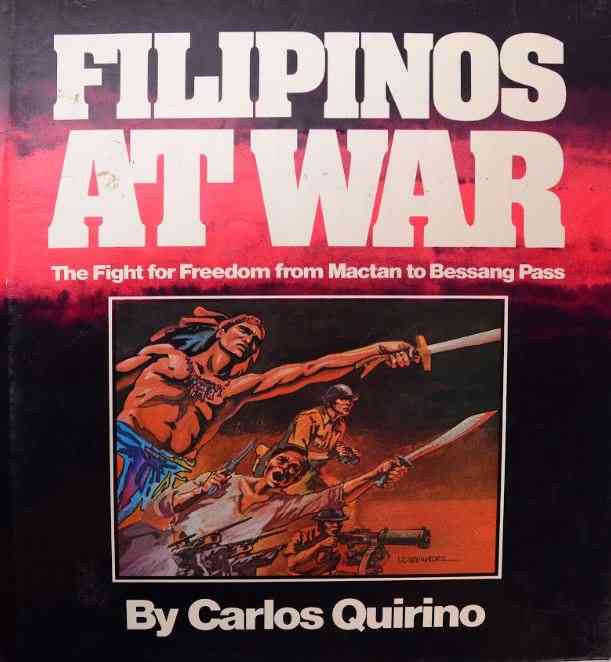 FILIPINOS
AT WAR
The Fight for Freedom from Mactan to Bessang Pass
By Carlos Quirino